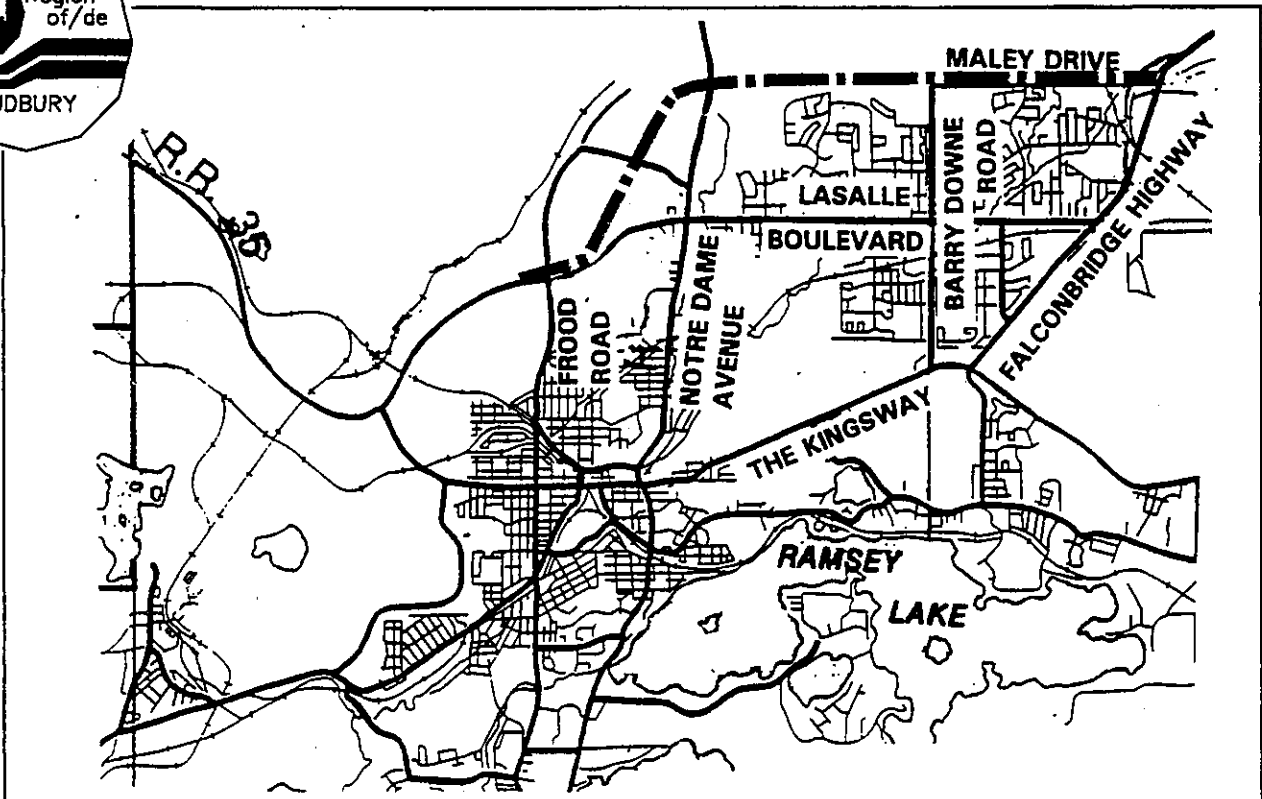 Region
of/de
UDBURY
MALEY DRIVE
R.R. 35
LASALLE
BOULEVARD
BARRY DOWNE
ROAD
FALCONBRIDGE HIGHWAY
FROOD
ROAD
NOTRE DAME
AVENUE
THE KINGSWAY
RAMSEY
LAKE